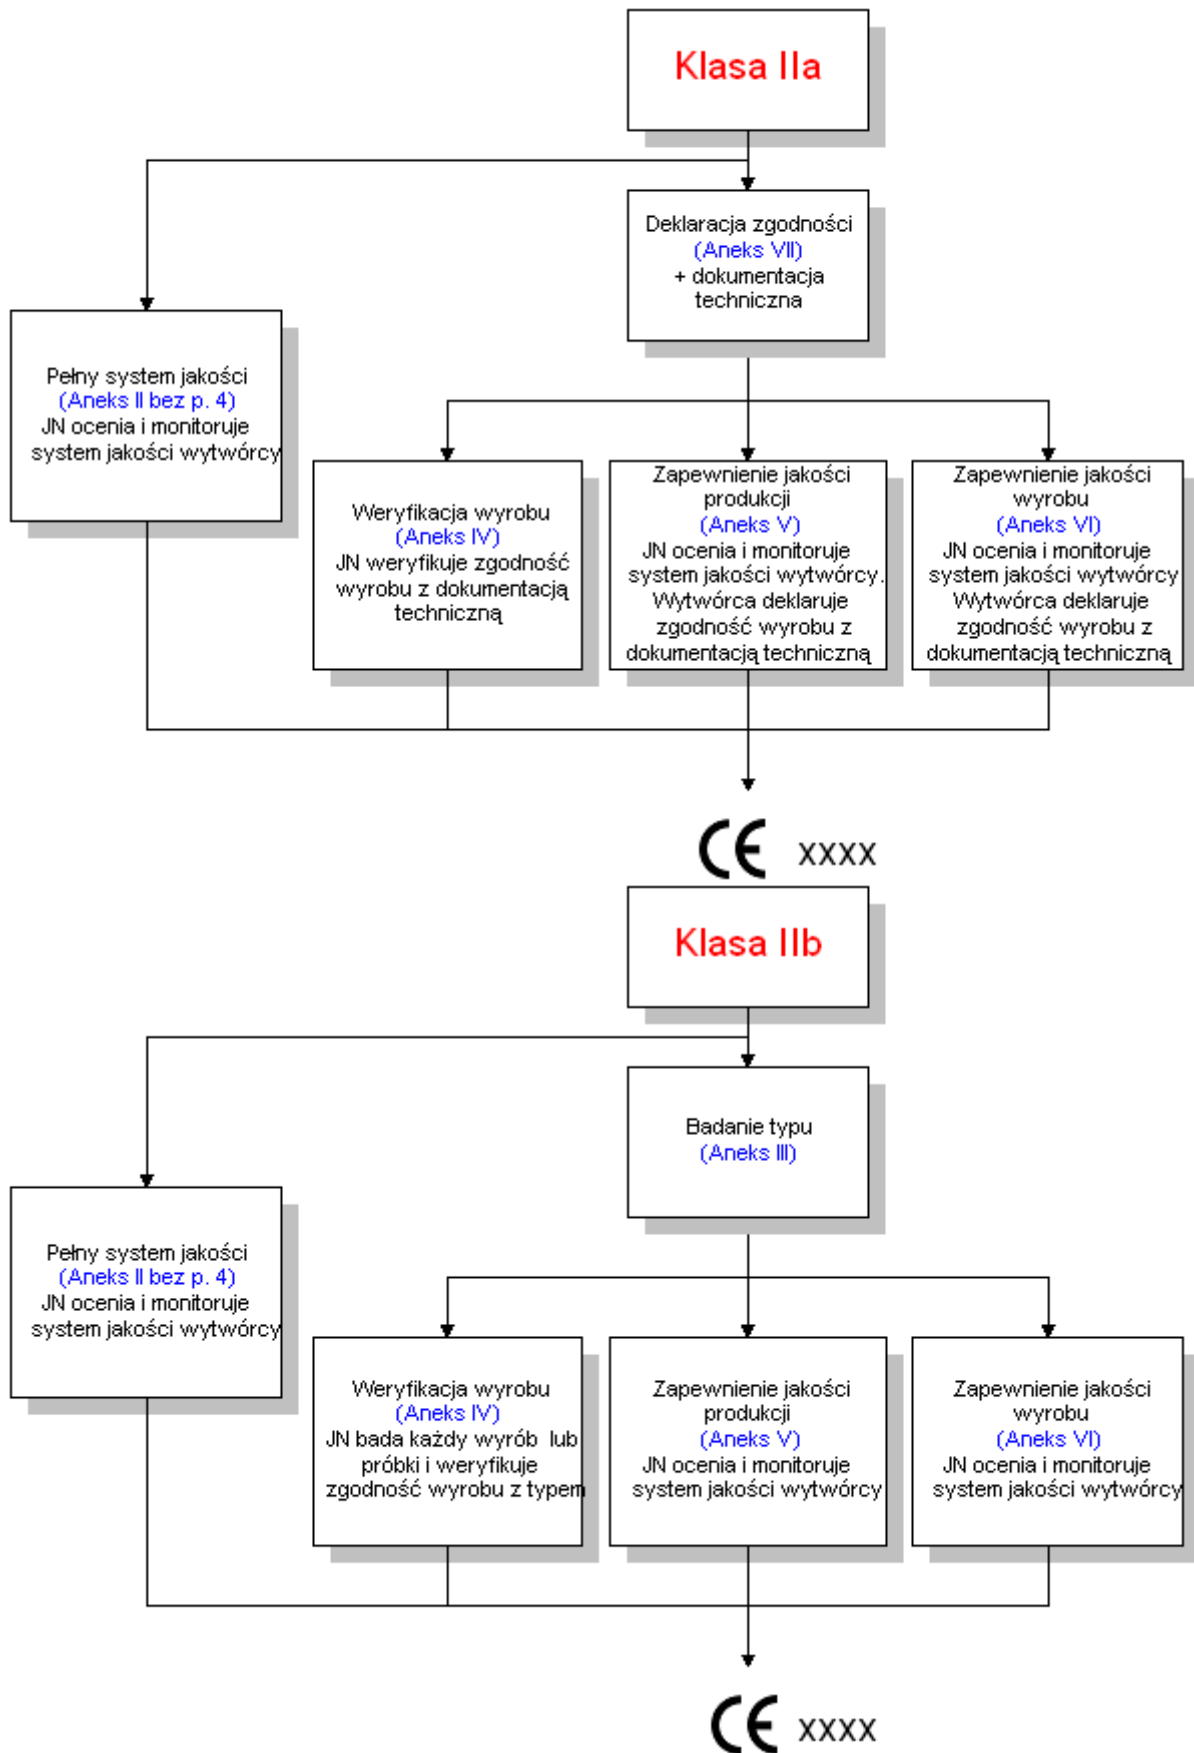 Klasa IIa
Deklaracja zgodności
(Aneks VII)
+ dokumentacja
techniczna
Pełny system jakości
(Aneks II bez p. 4)
JN ocenia i monitoruje
system jakości wytwórcy
Weryfikacja wyrobu
(Aneks IV)
JN weryfikuje zgodność
wyrobu z dokumentacją
techniczną
Zapewnienie jakości
produkcji
(Aneks V)
JN ocenia i monitoruje
system jakości wytwórcy.
Wytwórca deklaruje
zgodność wyrobu z
dokumentacją techniczną
Zapewnienie jakości
wyrobu
(Aneks VI)
JN ocenia i monitoruje
system jakości wytwórcy
Wytwórca deklaruje
zgodność wyrobu z
dokumentacją techniczną
CE xxxx
Klasa IIb
Badanie typu
(Aneks III)
Pełny system jakości
(Aneks II bez p. 4)
JN ocenia i monitoruje
system jakości wytwórcy
Weryfikacja wyrobu
(Aneks IV)
JN bada każdy wyrób lub
próbki i weryfikuje
zgodność wyrobu z typem
Zapewnienie jakości
produkcji
(Aneks V)
JN ocenia i monitoruje
system jakości wytwórcy
Zapewnienie jakości
wyrobu
(Aneks VI)
JN ocenia i monitoruje
system jakości wytwórcy
CE xxxx